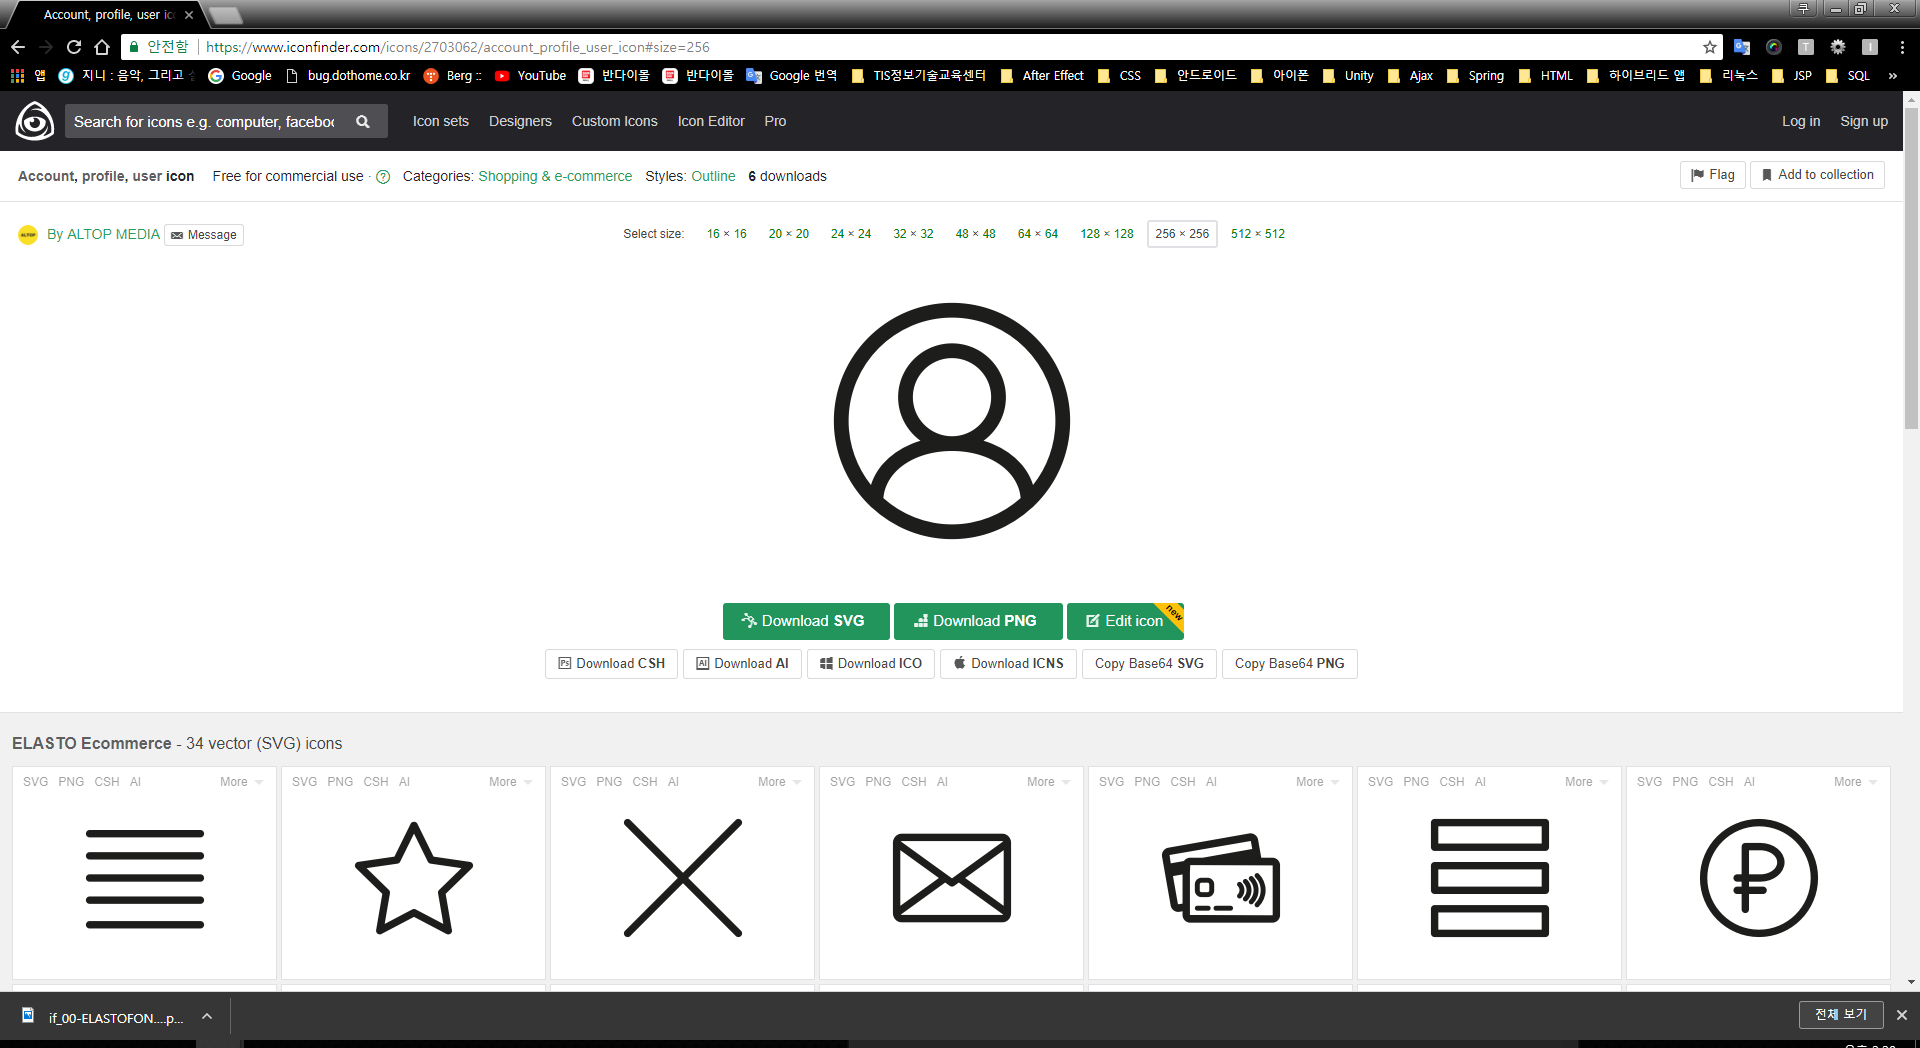 Account, profile, user ic
쿠
안전함 https://www.iconfinder.com/icons/2703062/account_profile_user_icon#size=256
앱 지니 : 음악, 그리고 Google bug.dothome.co.kr Berg :: YouTube 반다이몰 반다이몰 Google 번역 TIS정보기술교육센터 After Effect CSS 안드로이드 아이폰 Unity Ajax Spring HTML 하이브리드 앱 리눅스 JSP SQL »
Search for icons e.g. computer, faceboo Icon sets Designers Custom Icons Icon Editor Pro Log in Sign up
Account, profile, user icon Free for commercial use · ? Categories: Shopping & e-commerce Styles: Outline 6 downloads Flag Add to collection
By ALTOP MEDIA Message Select size: 16 × 16 20 × 20 24 × 24 32 × 32 48 × 48 64 × 64 128 × 128 256 × 256 512 × 512
Download SVG Download PNG Edit icon new
Ps Download CSH AI Download AI Download ICO Download ICNS Copy Base64 SVG Copy Base64 PNG
ELASTO Ecommerce - 34 vector (SVG) icons
SVG PNG CSH AI More SVG PNG CSH AI More SVG PNG CSH AI More SVG PNG CSH AI More SVG PNG CSH AI More SVG PNG CSH AI More SVG PNG CSH AI More
if_00-ELASTOFON....p... 전체 보기